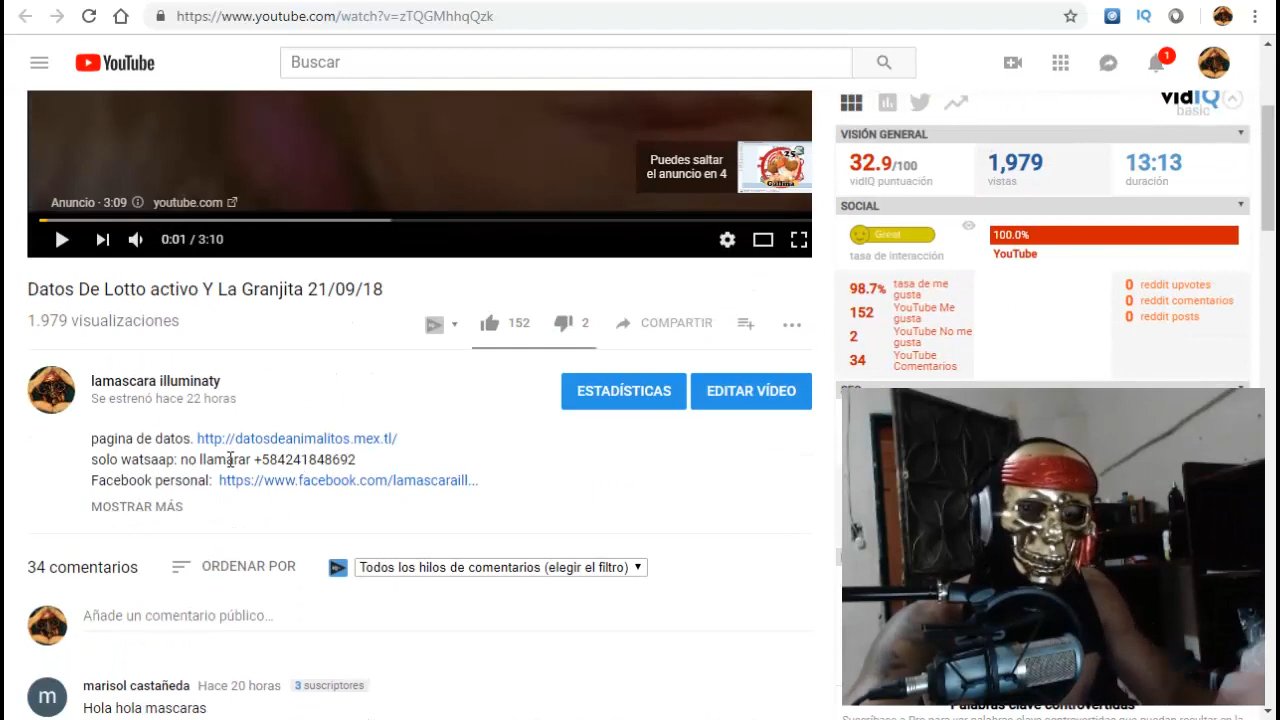 https://www.youtube.com/watch?v=zTQGMhhqQzk
YouTube
Buscar
1
Puedes saltar
el anuncio en 4
Gallina
Anuncio · 3:09
youtube.com
0:01 / 3:10
Datos De Lotto activo Y La Granjita 21/09/18
1.979 visualizaciones
152
2
COMPARTIR
lamascara illuminaty
Se estrenó hace 22 horas
ESTADÍSTICAS
EDITAR VÍDEO
pagina de datos. http://datosdeanimalitos.mex.tl/
solo watsaap: no llamarar +584241848692
Facebook personal: https://www.facebook.com/lamascaraill...
MOSTRAR MÁS
34 comentarios
ORDENAR POR
Todos los hilos de comentarios (elegir el filtro)
Añade un comentario público...
m
marisol castañeda Hace 20 horas
3 suscriptores
Hola hola mascaras
IQ
vidIQ
basic
VISIÓN GENERAL
32.9/100
vidIQ puntuación
1,979
vistas
13:13
duración
SOCIAL
Great
tasa de interacción
100.0%
YouTube
98.7% tasa de me gusta
152 YouTube Me gusta
2 YouTube No me gusta
34 YouTube Comentarios
0 reddit upvotes
0 reddit comentarios
0 reddit posts
Palabras clave controvertidas